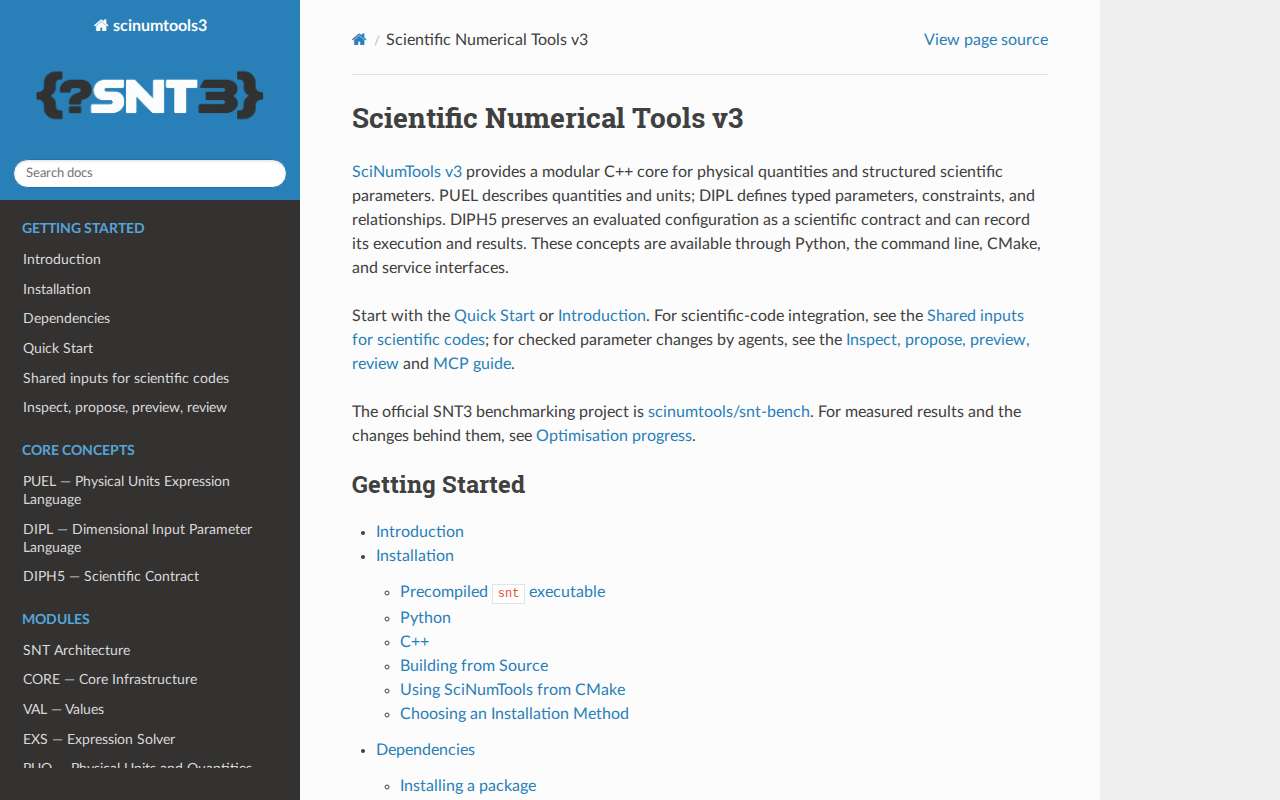 scinumtools3
{?SNT3}
Search docs
GETTING STARTED
Introduction
Installation
Dependencies
Quick Start
Shared inputs for scientific codes
Inspect, propose, preview, review
CORE CONCEPTS
PUEL — Physical Units Expression
Language
DIPL — Dimensional Input Parameter
Language
DIPH5 — Scientific Contract
MODULES
SNT Architecture
CORE — Core Infrastructure
VAL — Values
EXS — Expression Solver
PUQ — Physical Units and Quantities
/ Scientific Numerical Tools v3
View page source
Scientific Numerical Tools v3
SciNumTools v3 provides a modular C++ core for physical quantities and structured scientific
parameters. PUEL describes quantities and units; DIPL defines typed parameters, constraints, and
relationships. DIPH5 preserves an evaluated configuration as a scientific contract and can record
its execution and results. These concepts are available through Python, the command line, CMake,
and service interfaces.
Start with the Quick Start or Introduction. For scientific-code integration, see the Shared inputs
for scientific codes; for checked parameter changes by agents, see the Inspect, propose, preview,
review and MCP guide.
The official SNT3 benchmarking project is scinumtools/snt-bench. For measured results and the
changes behind them, see Optimisation progress.
Getting Started
• Introduction
• Installation
◦ Precompiled snt executable
◦ Python
◦ C++
◦ Building from Source
◦ Using SciNumTools from CMake
◦ Choosing an Installation Method
• Dependencies
◦ Installing a package